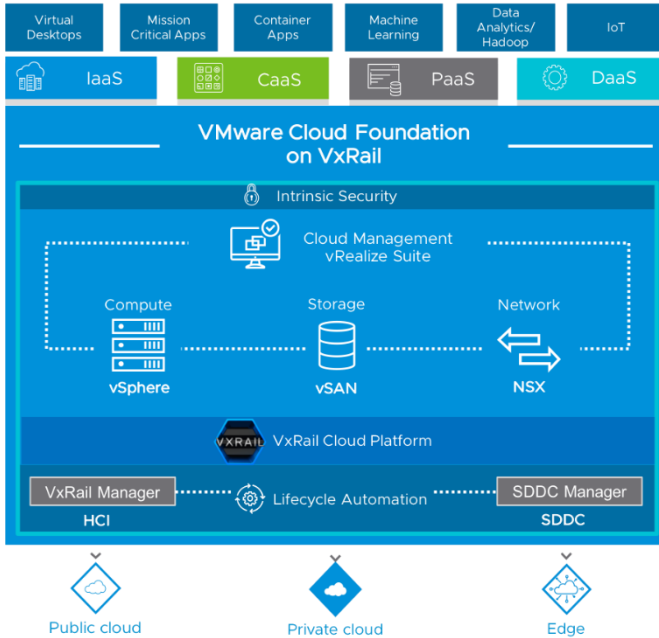 Virtual
Desktops
Mission
Critical Apps
Container
Apps
Machine
Learning
Data
Analytics/
Hadoop
IoT
IaaS
CaaS
PaaS
DaaS
VMware Cloud Foundation
on VxRail
Intrinsic Security
Cloud Management
vRealize Suite
Compute
Storage
Network
vSphere
vSAN
NSX
VXRAIL
VxRail Cloud Platform
VxRail Manager
Lifecycle Automation
SDDC Manager
HCI
SDDC
Public cloud
Private cloud
Edge